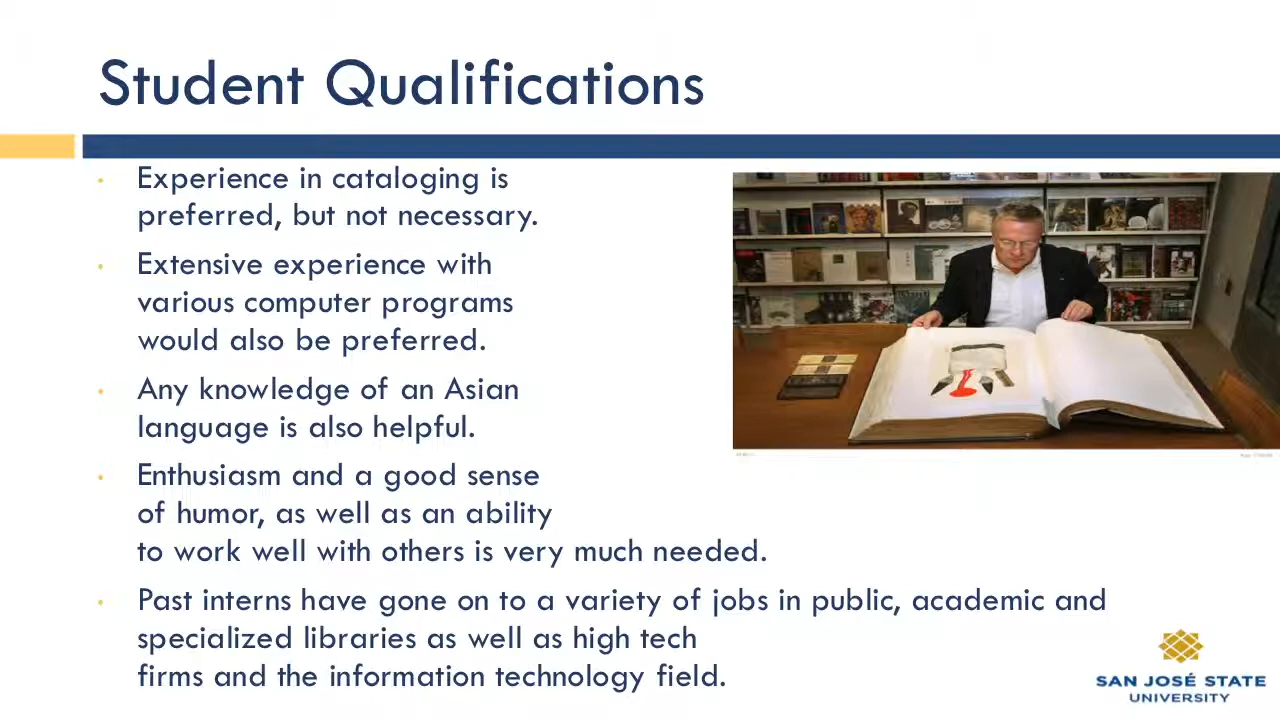 Student Qualifications
Experience in cataloging is
preferred, but not necessary.
Extensive experience with
various computer programs
would also be preferred.
Any knowledge of an Asian
language is also helpful.
Enthusiasm and a good sense
of humor, as well as an ability
to work well with others is very much needed.
Past interns have gone on to a variety of jobs in public, academic and
specialized libraries as well as high tech
firms and the information technology field.
SAN JOSÉ STATE
UNIVERSITY